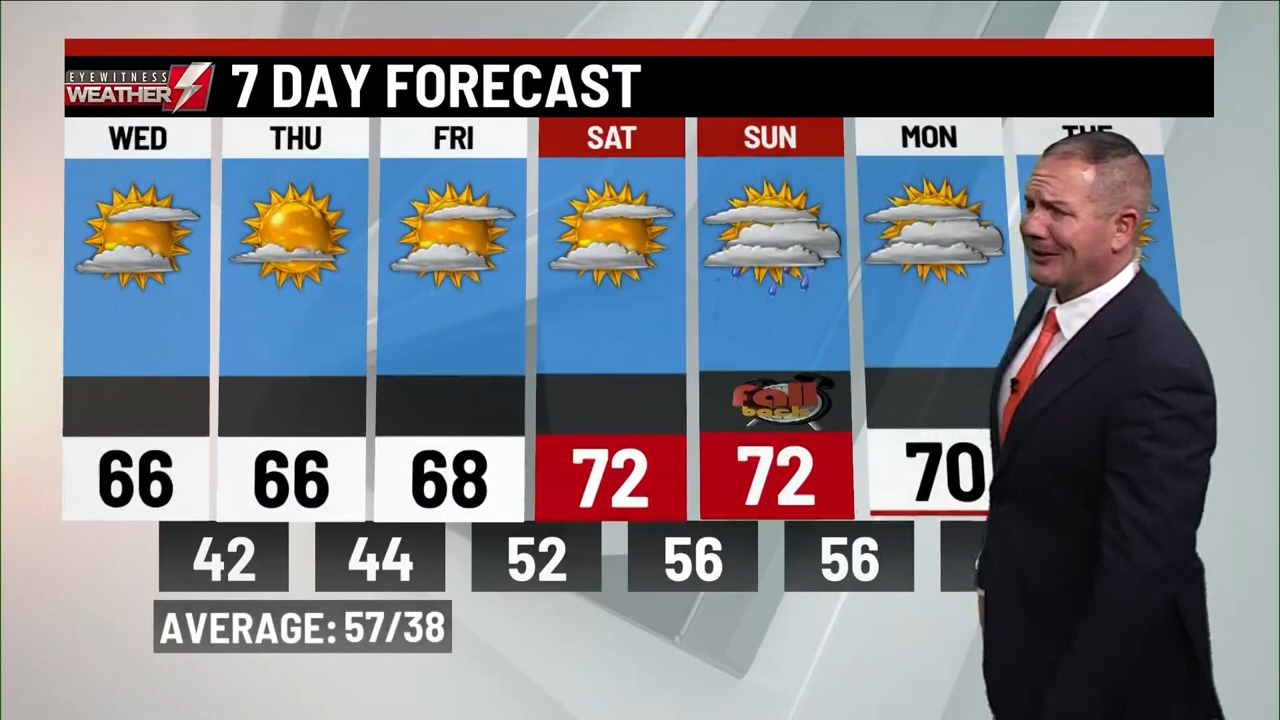 EYEWITNESS
WEATHER
7 DAY FORECAST
WED THU FRI SAT SUN MON TUE
fall
back
66 66 68 72 72 70
42 44 52 56 56
AVERAGE: 57/38